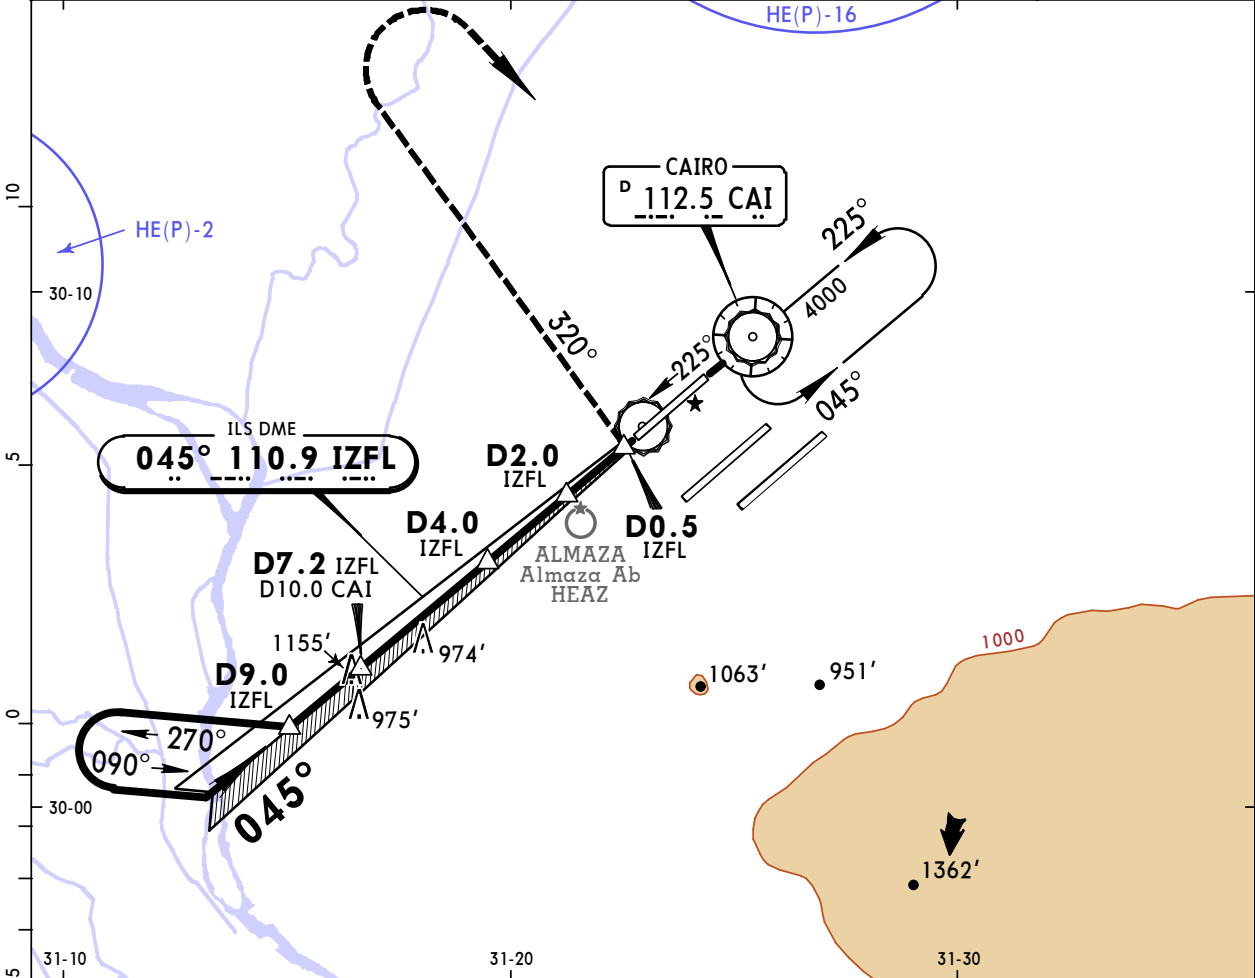 HE(P)-16
CAIRO
D 112.5 CAI
10
HE(P)-2
225°
4000
30-10
320°
225°
045°
ILS DME
045° 110.9 IZFL
5
D2.0
IZFL
D4.0
IZFL
D0.5
IZFL
ALMAZA
Almaza Ab
HEAZ
D7.2 IZFL
D10.0 CAI
1155'
974'
1000
D9.0
IZFL
1063'
951'
975'
0
270°
090°
045°
30-00
1362'
5
31-10
31-20
31-30